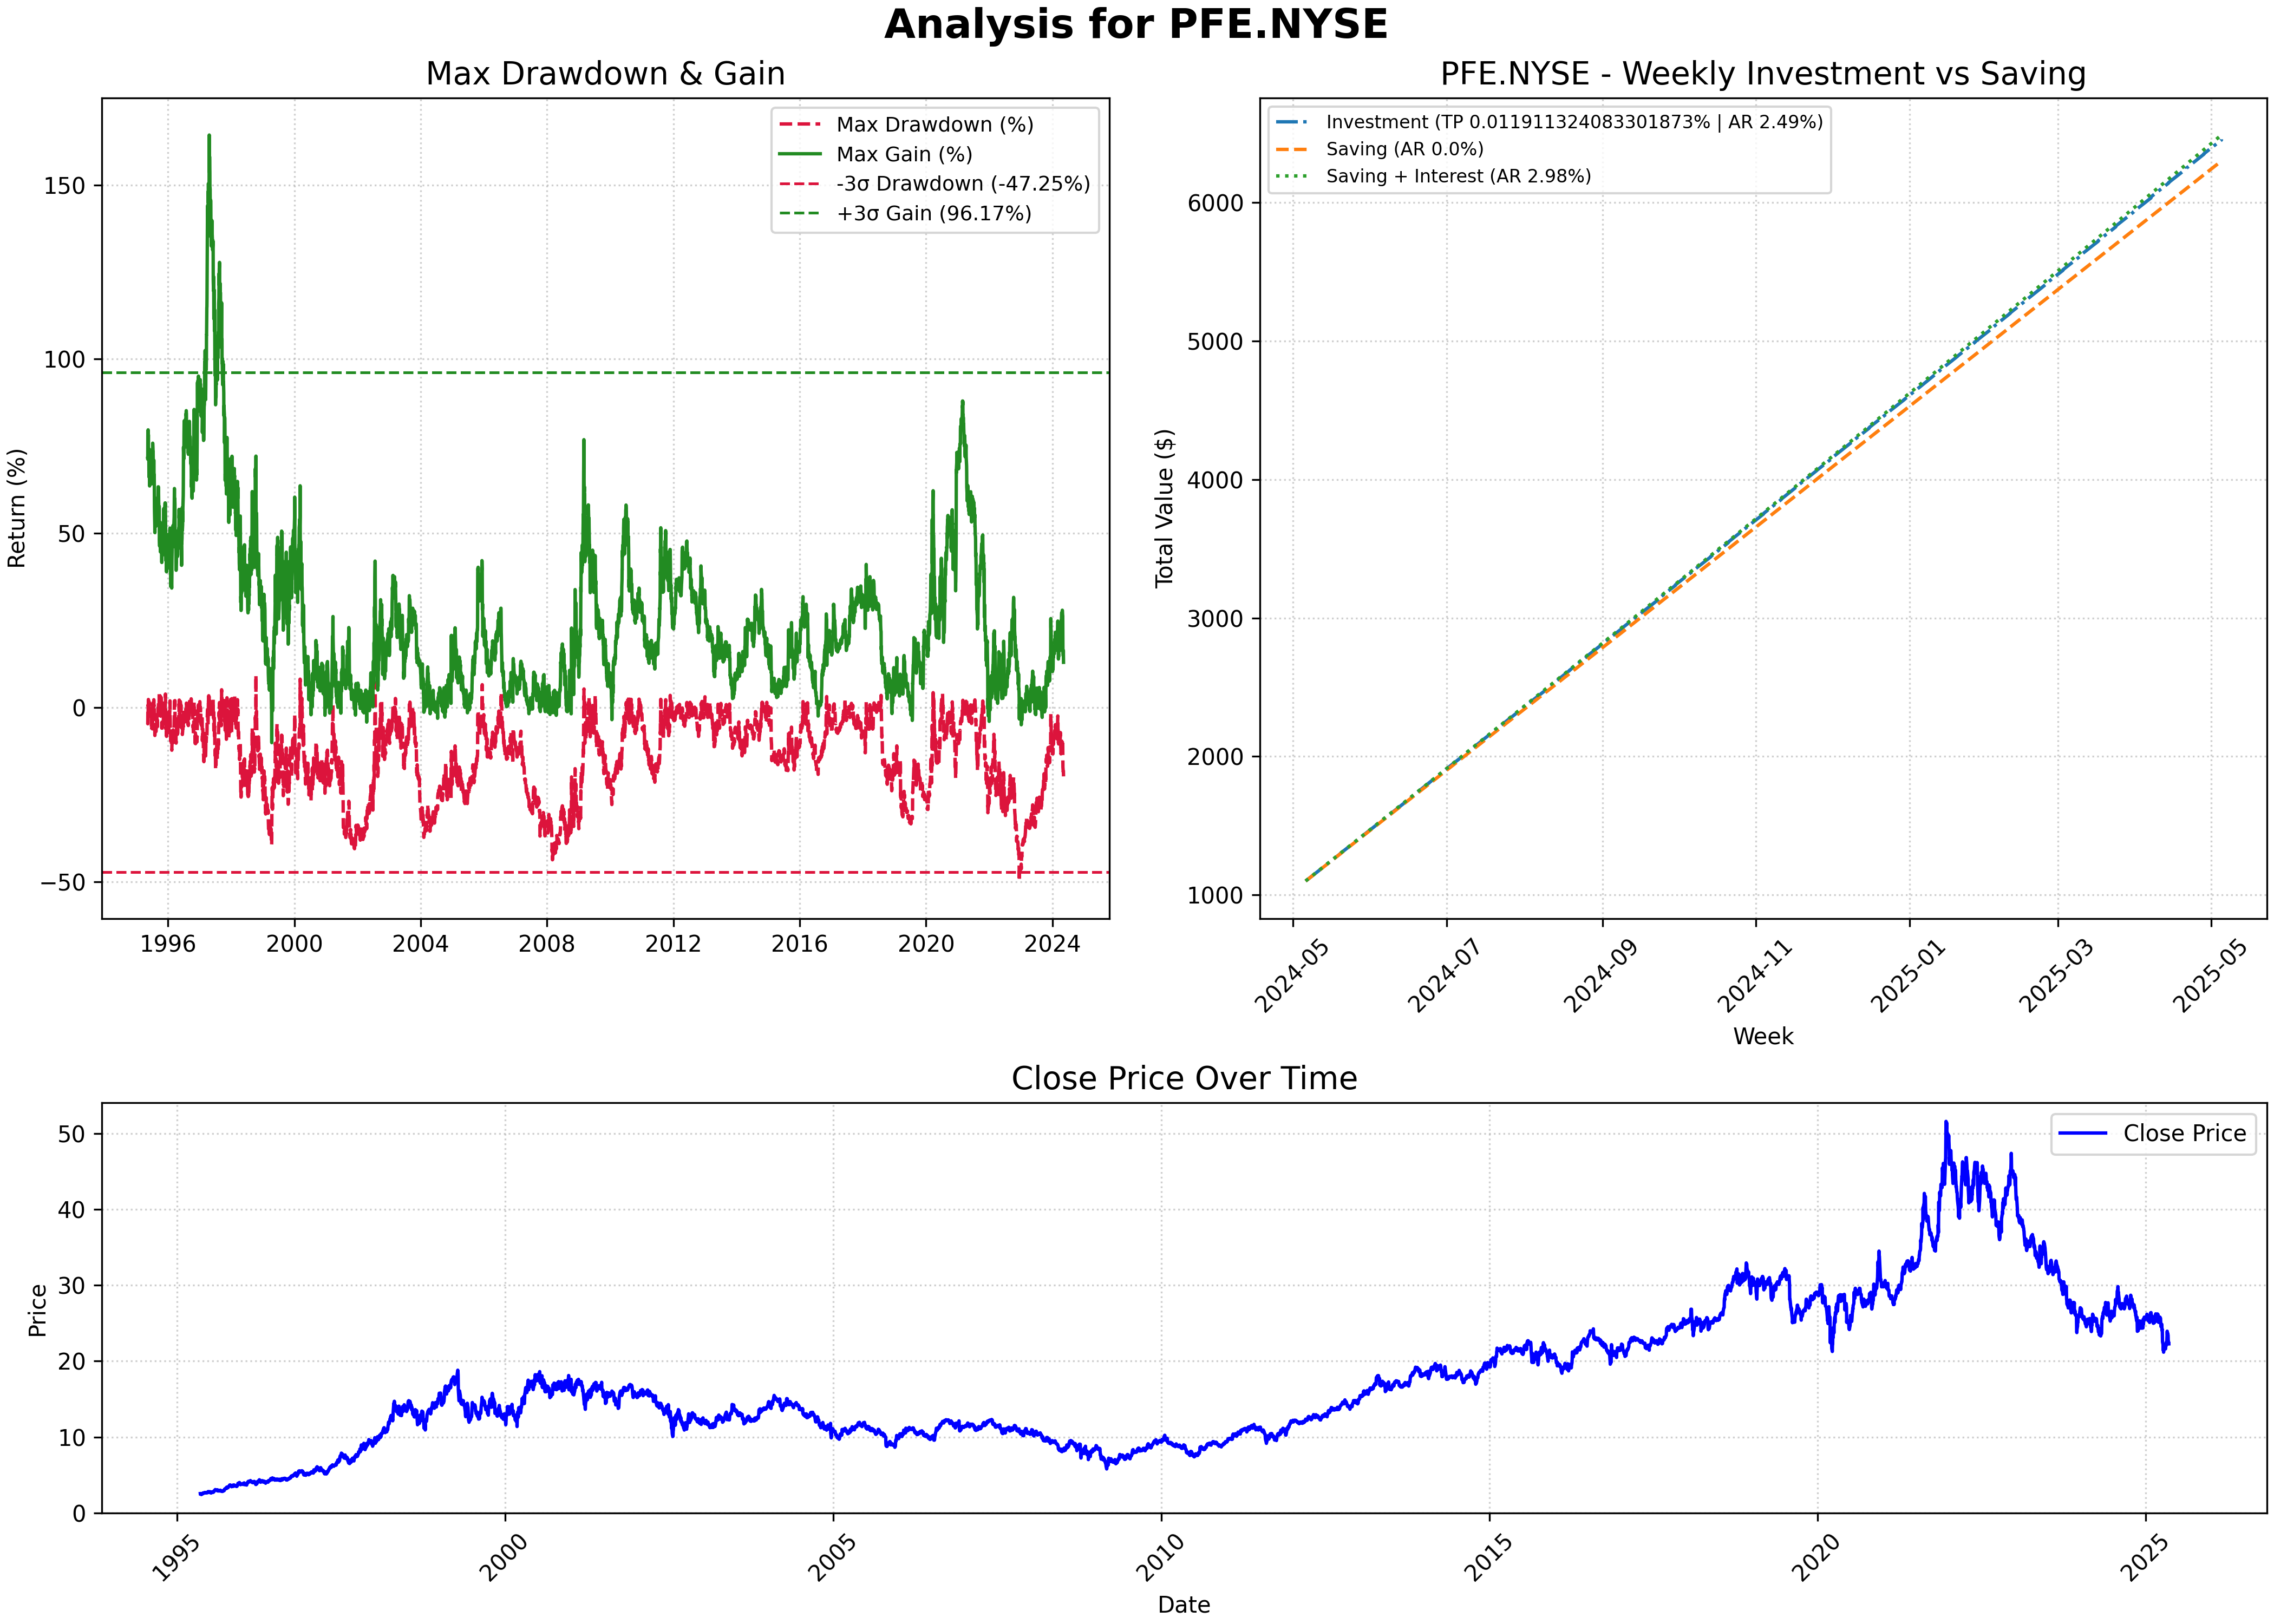 Analysis for PFE.NYSE
Max Drawdown & Gain
Return (%)
150
100
50
0
−50
1996
2000
2004
2008
2012
2016
2020
2024
Max Drawdown (%)
Max Gain (%)
-3σ Drawdown (-47.25%)
+3σ Gain (96.17%)
PFE.NYSE - Weekly Investment vs Saving
Investment (TP 0.011911324083301873% | AR 2.49%)
Saving (AR 0.0%)
Saving + Interest (AR 2.98%)
Total Value ($)
6000
5000
4000
3000
2000
1000
2024-05
2024-07
2024-09
2024-11
2025-01
2025-03
2025-05
Week
Close Price Over Time
Close Price
Price
50
40
30
20
10
0
1995
2000
2005
2010
2015
2020
2025
Date